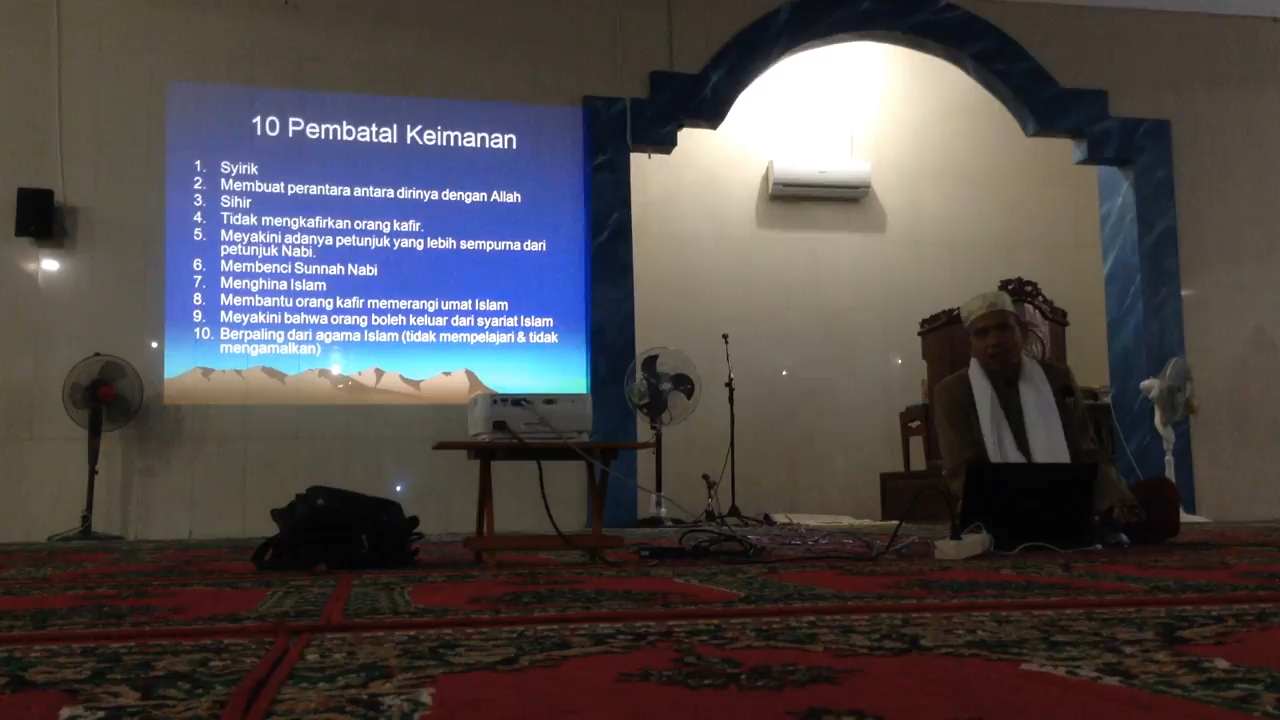 10 Pembatal Keimanan
1. Syirik
2. Membuat perantara antara dirinya dengan Allah
3. Sihir
4. Tidak mengkafirkan orang kafir.
5. Meyakini adanya petunjuk yang lebih sempurna dari
petunjuk Nabi.
6. Membenci Sunnah Nabi
7. Menghina Islam
8. Membantu orang kafir memerangi umat Islam
9. Meyakini bahwa orang boleh keluar dari syariat Islam
10. Berpaling dari agama Islam (tidak mempelajari & tidak
mengamalkan)